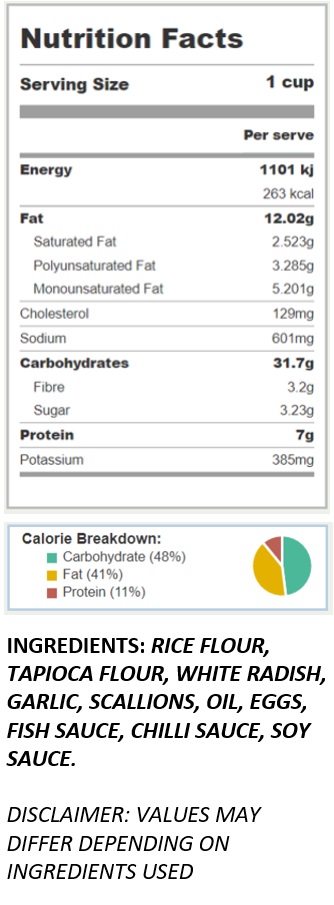 Nutrition Facts
Serving Size 1 cup
Per serve
Energy 1101 kj
263 kcal
Fat 12.02g
Saturated Fat 2.523g
Polyunsaturated Fat 3.285g
Monounsaturated Fat 5.201g
Cholesterol 129mg
Sodium 601mg
Carbohydrates 31.7g
Fibre 3.2g
Sugar 3.23g
Protein 7g
Potassium 385mg
Calorie Breakdown:
Carbohydrate (48%)
Fat (41%)
Protein (11%)
INGREDIENTS: RICE FLOUR,
TAPIOCA FLOUR, WHITE RADISH,
GARLIC, SCALLIONS, OIL, EGGS,
FISH SAUCE, CHILLI SAUCE, SOY
SAUCE.
DISCLAIMER: VALUES MAY
DIFFER DEPENDING ON
INGREDIENTS USED